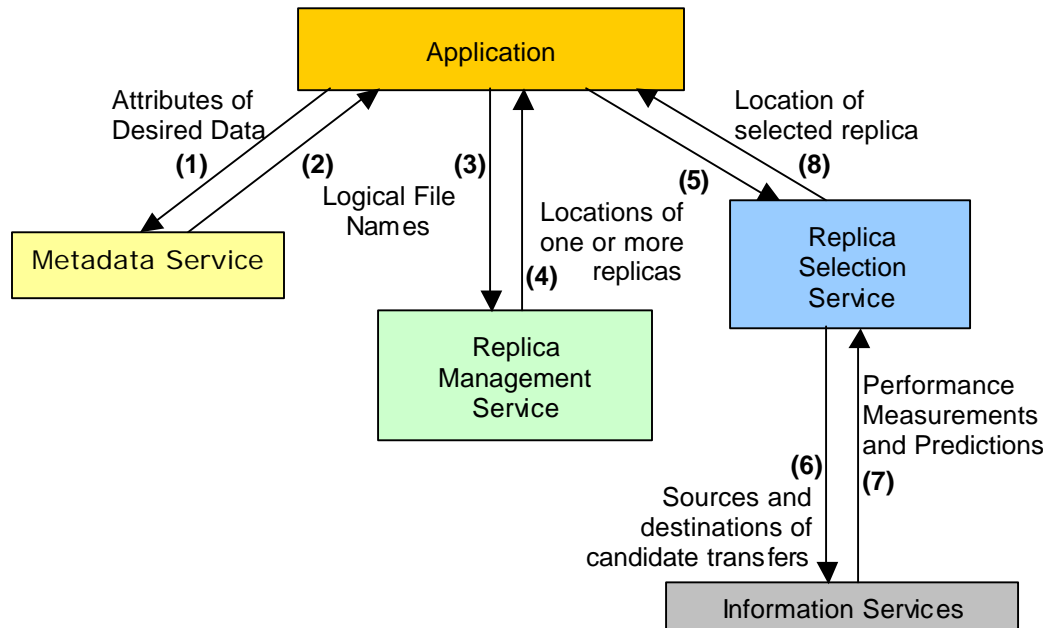 Application
Attributes of
Desired Data
(1)
(2)
Logical File
Names
(3)
(4)
Locations of
one or more
replicas
(5)
Location of
selected replica
(8)
Metadata Service
Replica
Management
Service
Replica
Selection
Service
Performance
Measurements
and Predictions
(6)
(7)
Sources and
destinations of
candidate transfers
Information Services